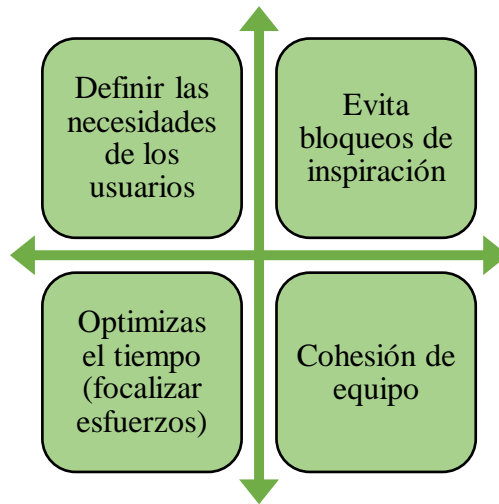 Definir las
necesidades
de los
usuarios
Evita
bloqueos de
inspiración
Optimizas
el tiempo
(focalizar
esfuerzos)
Cohesión de
equipo